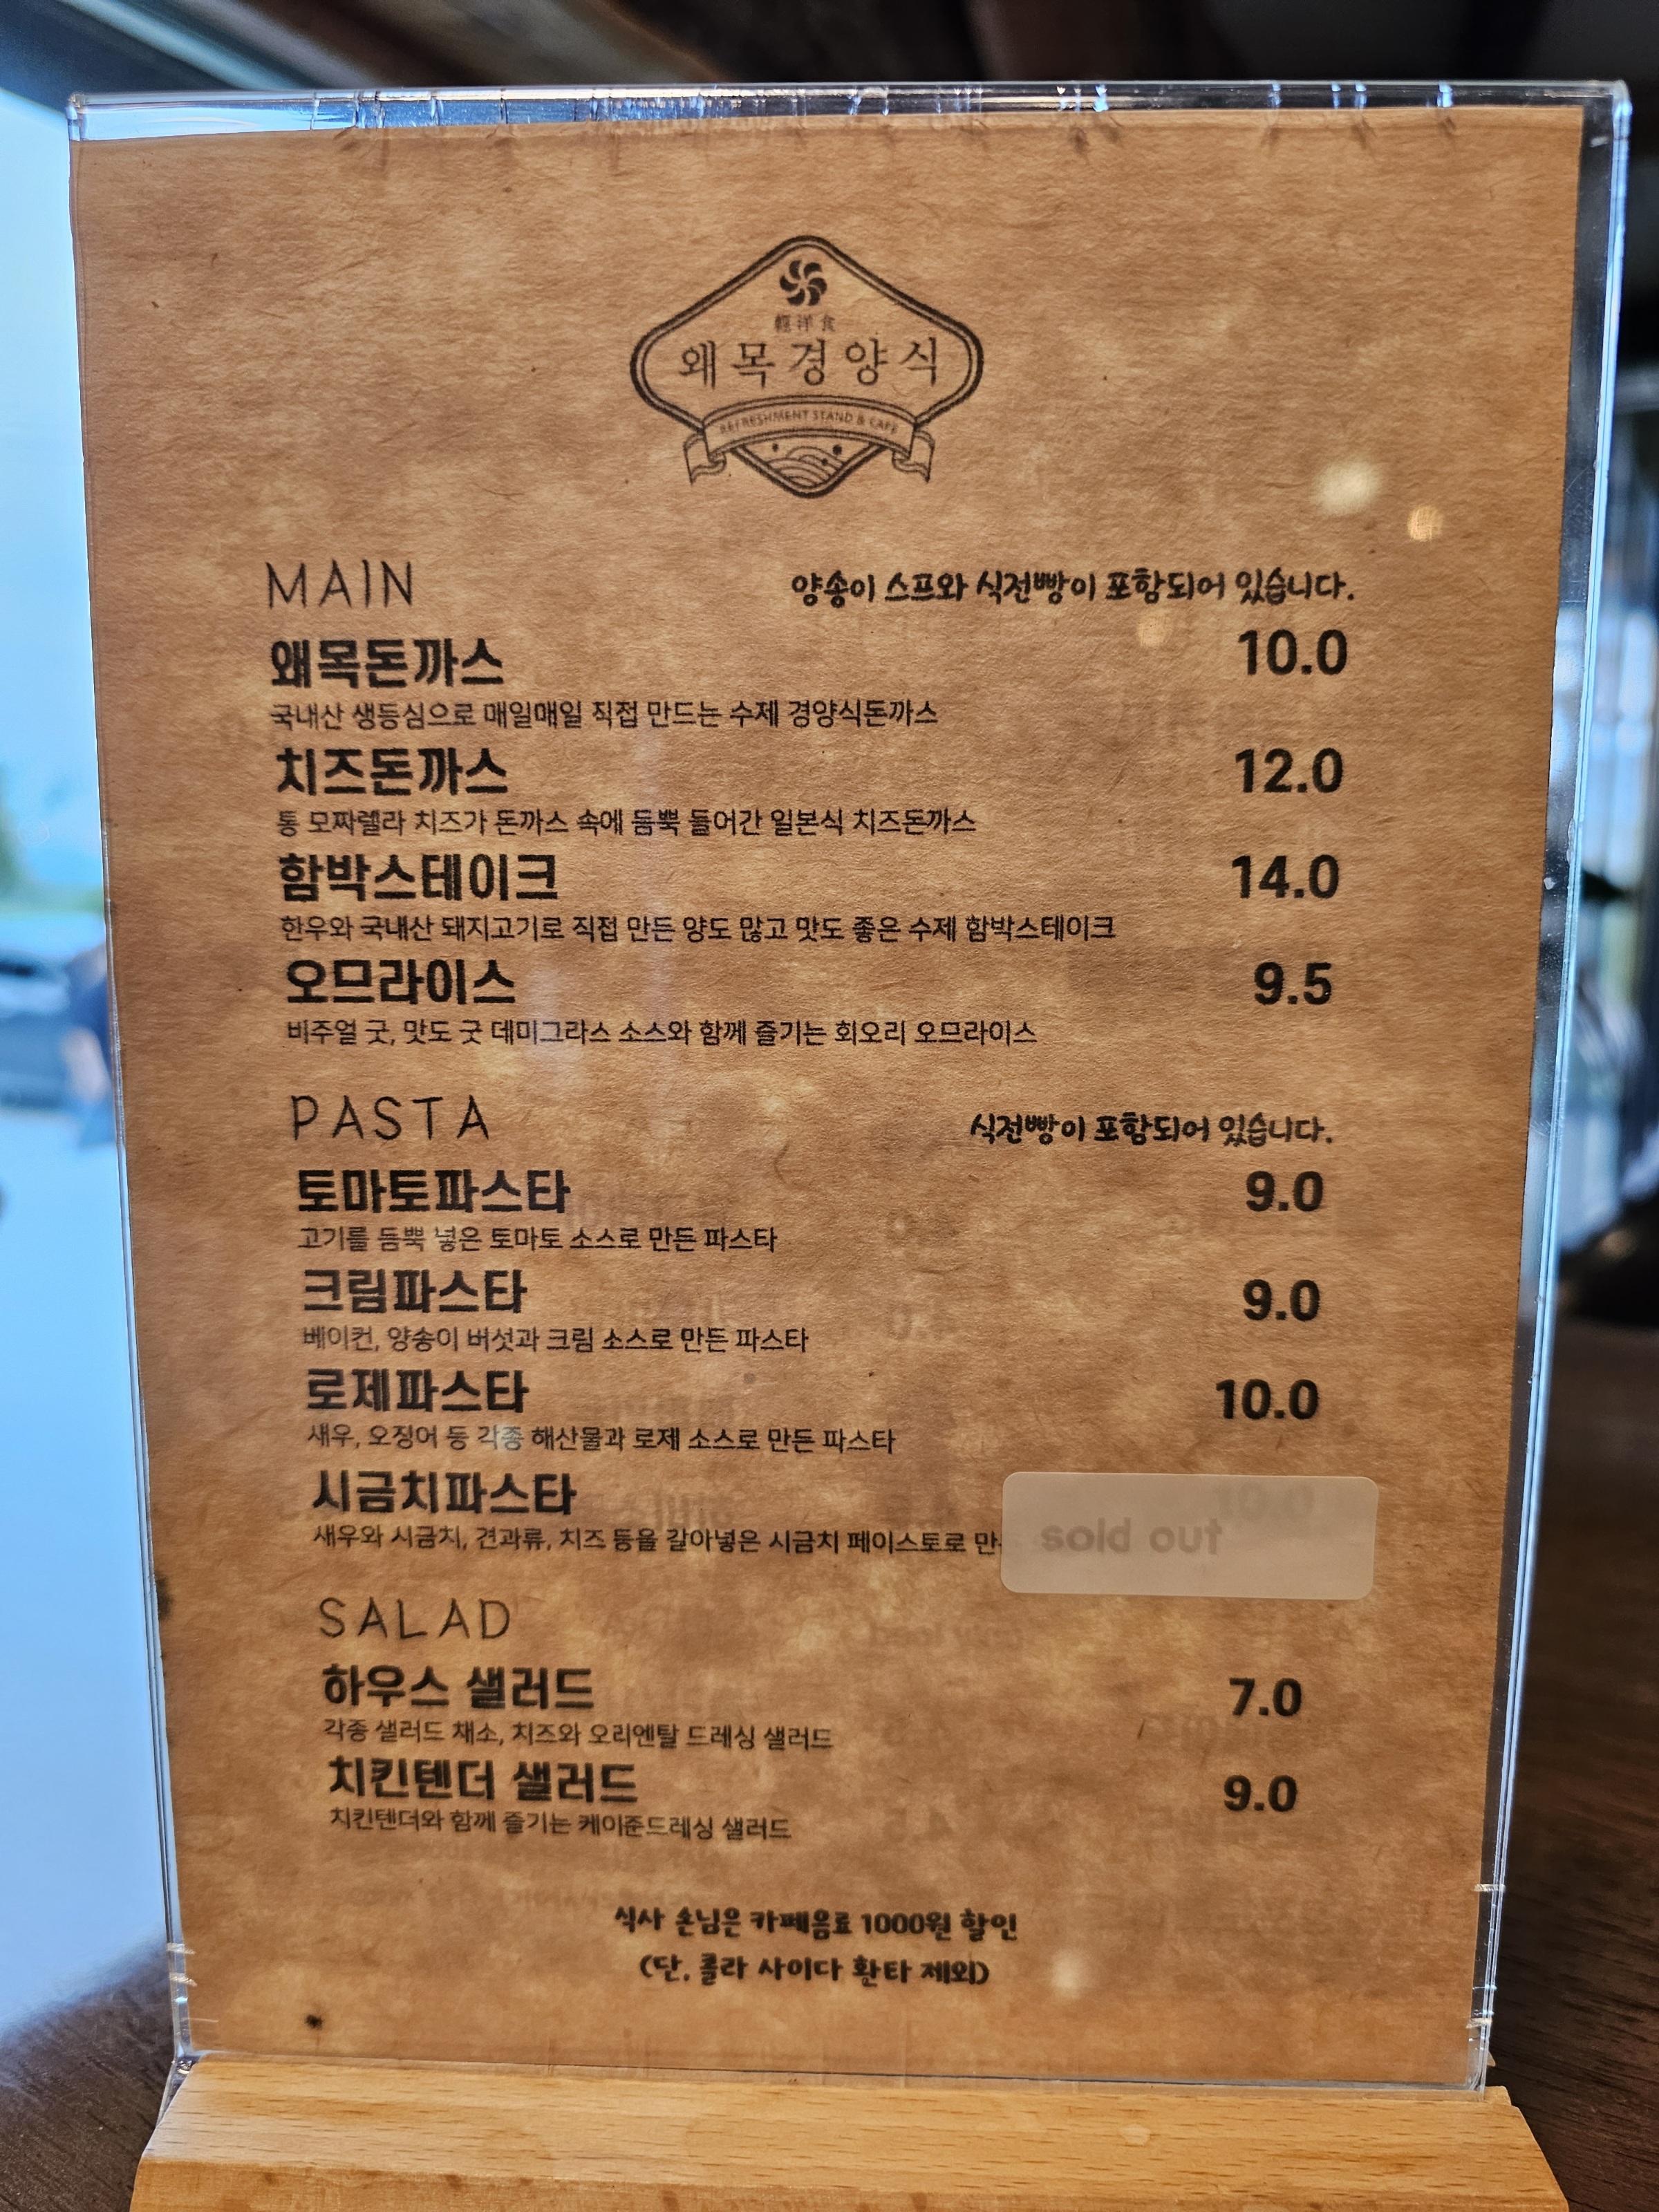 輕洋食
왜목경양식
REFRESHMENT STAND & CAFE
MAIN 양송이 스프와 식전빵이 포함되어 있습니다.
왜목돈까스 10.0
국내산 생등심으로 매일매일 직접 만드는 수제 경양식돈까스
치즈돈까스 12.0
통 모짜렐라 치즈가 돈까스 속에 듬뿍 들어간 일본식 치즈돈까스
함박스테이크 14.0
한우와 국내산 돼지고기로 직접 만든 양도 많고 맛도 좋은 수제 함박스테이크
오므라이스 9.5
비주얼 굿, 맛도 굿 데미그라스 소스와 함께 즐기는 회오리 오므라이스
PASTA 식전빵이 포함되어 있습니다.
토마토파스타 9.0
고기를 듬뿍 넣은 토마토 소스로 만든 파스타
크림파스타 9.0
베이컨, 양송이 버섯과 크림 소스로 만든 파스타
로제파스타 10.0
새우, 오징어 등 각종 해산물과 로제 소스로 만든 파스타
시금치파스타 10.0
새우와 시금치, 견과류, 치즈 등을 갈아넣은 시금치 페이스토로 만
sold out
SALAD
하우스 샐러드 7.0
각종 샐러드 채소, 치즈와 오리엔탈 드레싱 샐러드
치킨텐더 샐러드 9.0
치킨텐더와 함께 즐기는 케이준드레싱 샐러드
식사 손님은 카페음료 1000원 할인
(단, 콜라 사이다 환타 제외)